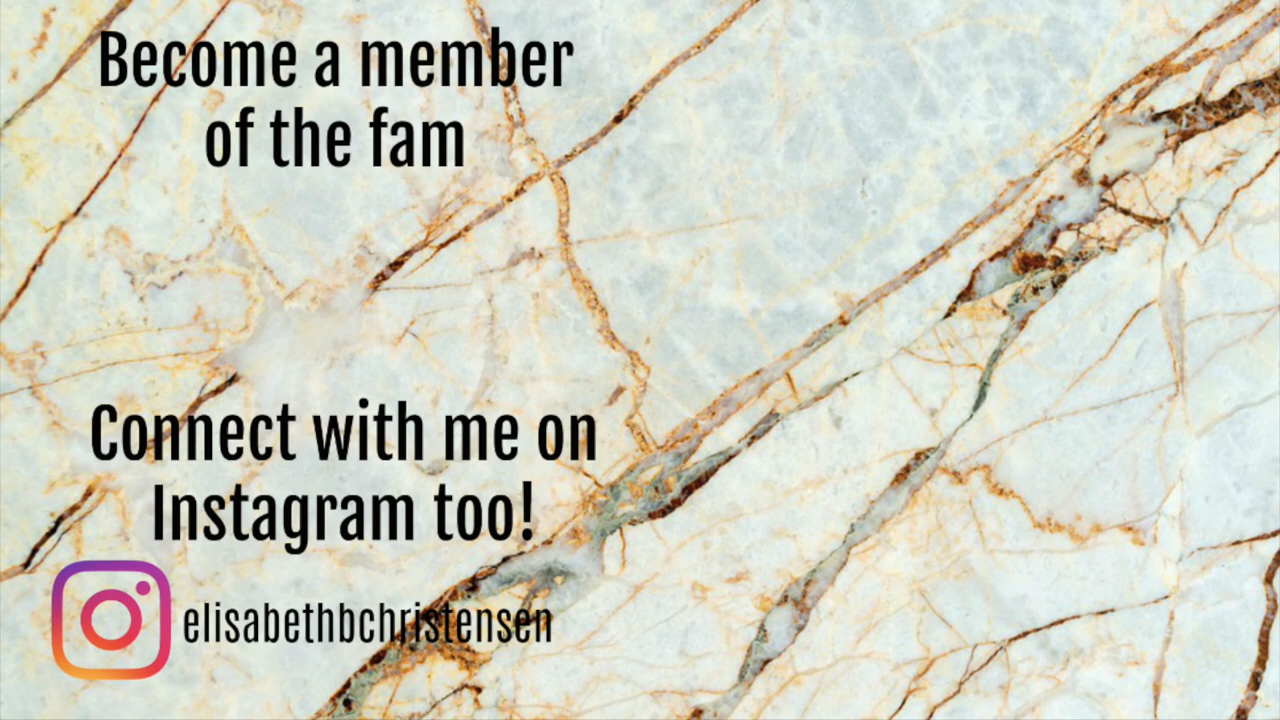 Become a member
of the fam
Connect with me on
Instagram too!
elisabethbchristensen